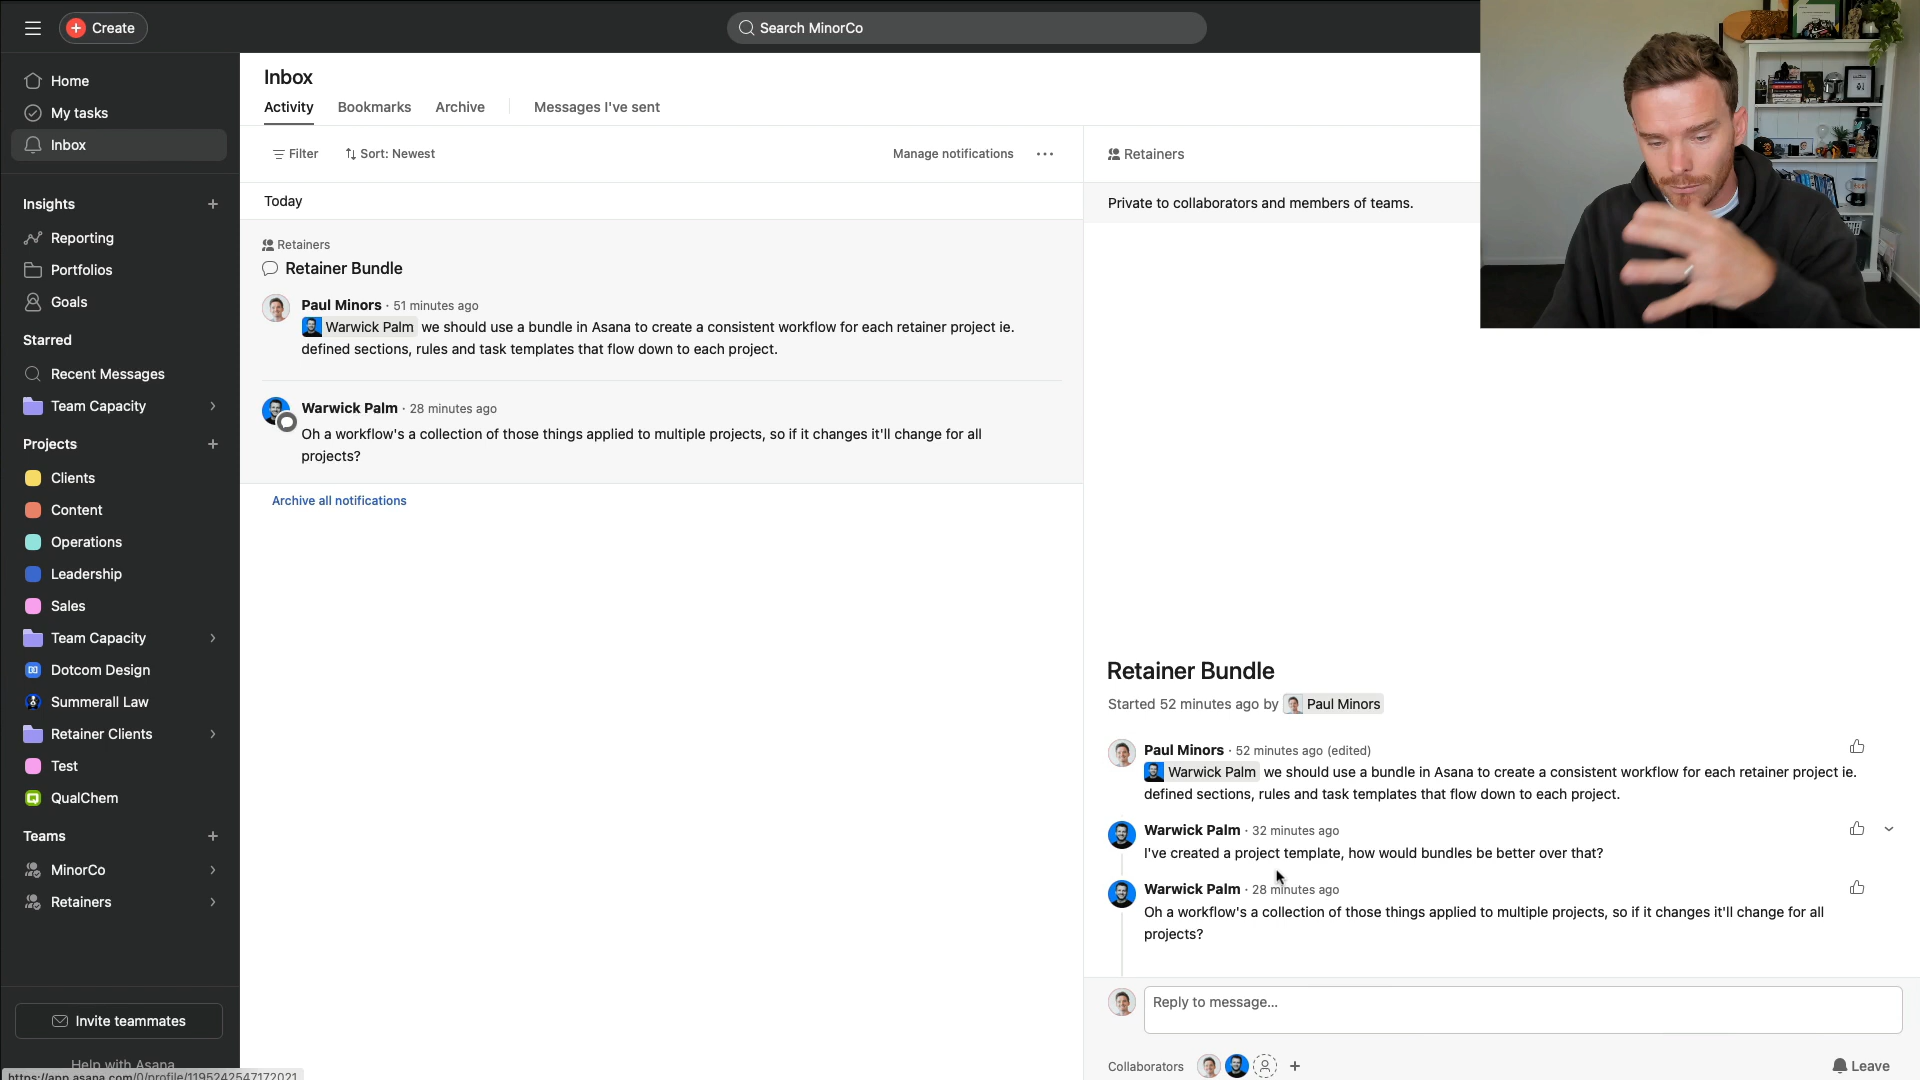 Create
Search MinorCo
Home
My tasks
Inbox
Insights
Reporting
Portfolios
Goals
Starred
Recent Messages
Team Capacity
Projects
Clients
Content
Operations
Leadership
Sales
Team Capacity
Dotcom Design
Summerall Law
Retainer Clients
Test
QualChem
Teams
MinorCo
Retainers
Invite teammates
Help with Asana
https://app.asana.com/0/profile/1195242547172021
Inbox
Activity Bookmarks Archive Messages I've sent
Filter Sort: Newest Manage notifications
Today
Retainers
Retainer Bundle
Paul Minors · 51 minutes ago
Warwick Palm we should use a bundle in Asana to create a consistent workflow for each retainer project ie.
defined sections, rules and task templates that flow down to each project.
Warwick Palm · 28 minutes ago
Oh a workflow's a collection of those things applied to multiple projects, so if it changes it'll change for all
projects?
Archive all notifications
Retainers
Private to collaborators and members of teams.
Retainer Bundle
Started 52 minutes ago by Paul Minors
Paul Minors · 52 minutes ago (edited)
Warwick Palm we should use a bundle in Asana to create a consistent workflow for each retainer project ie.
defined sections, rules and task templates that flow down to each project.
Warwick Palm · 32 minutes ago
I've created a project template, how would bundles be better over that?
Warwick Palm · 28 minutes ago
Oh a workflow's a collection of those things applied to multiple projects, so if it changes it'll change for all
projects?
Reply to message...
Collaborators
Leave